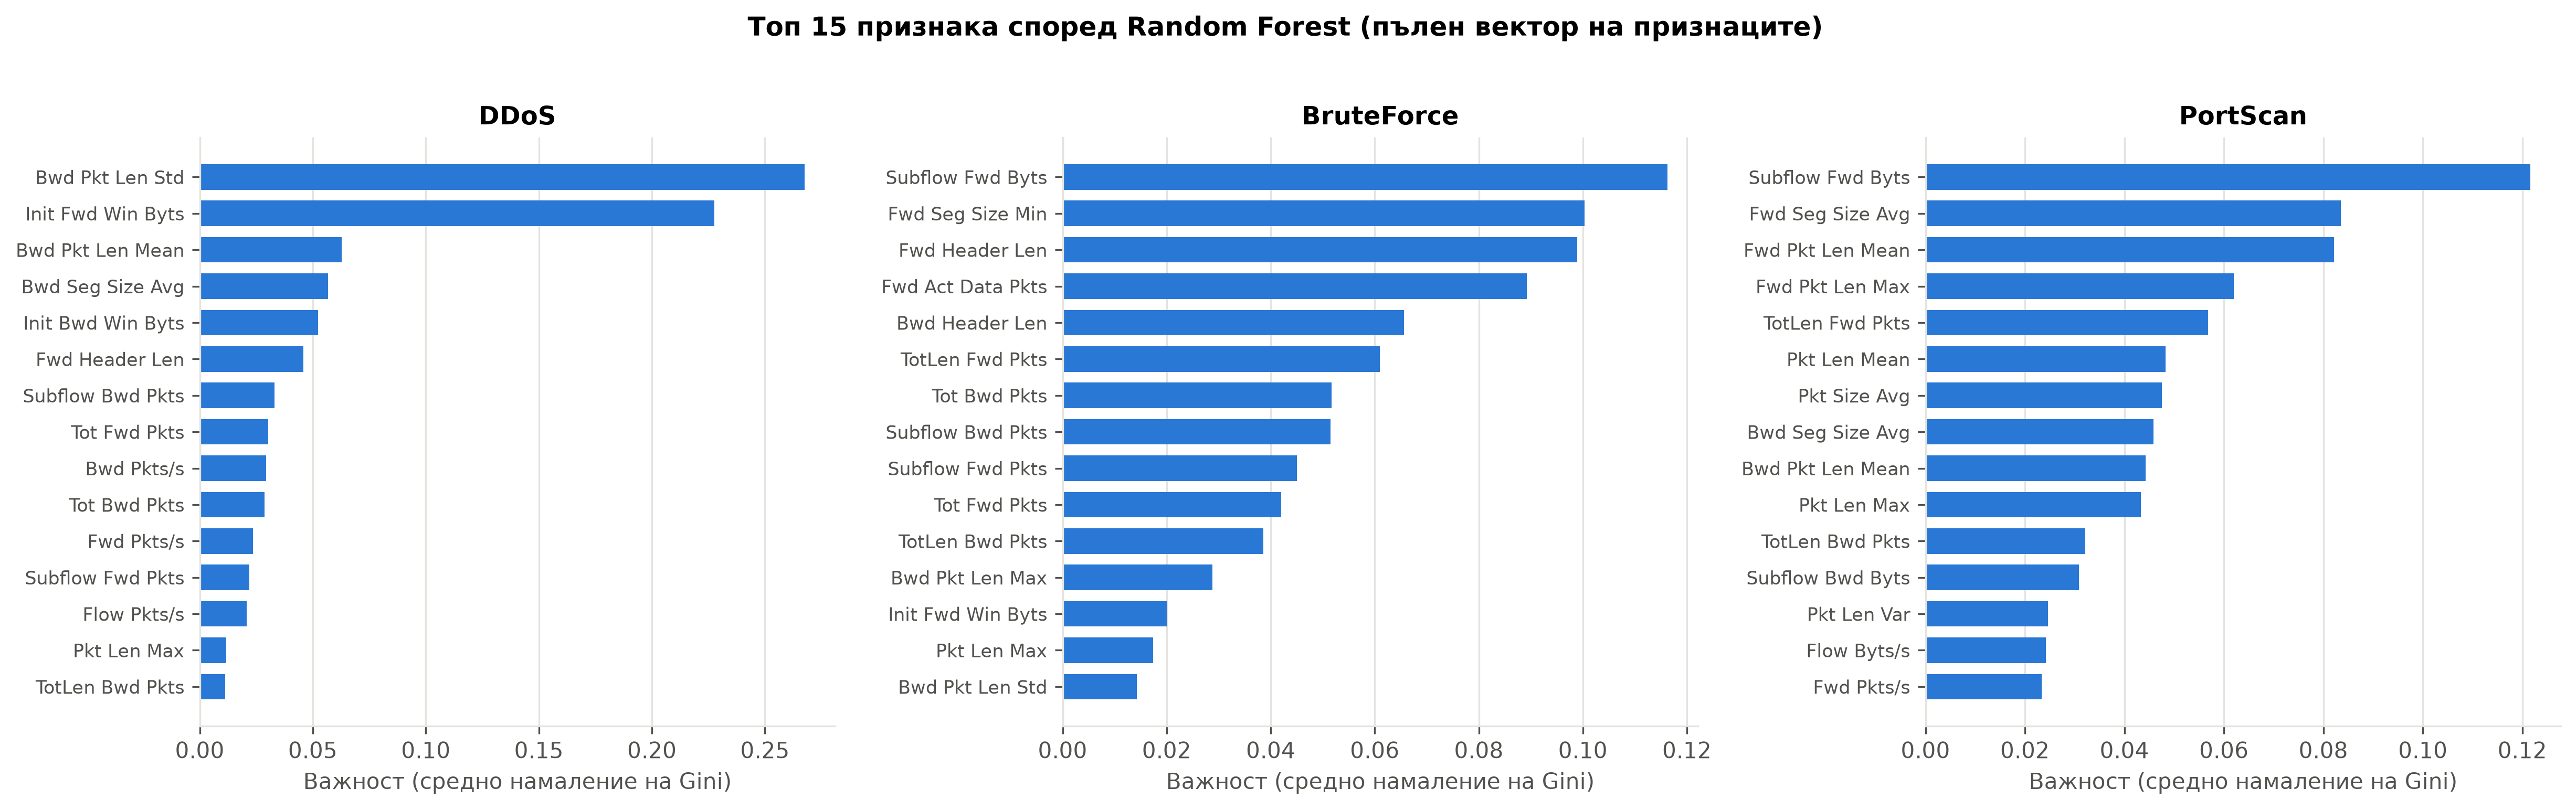 Топ 15 признака според Random Forest (пълен вектор на признаците)
DDoS
Bwd Pkt Len Std
Init Fwd Win Byts
Bwd Pkt Len Mean
Bwd Seg Size Avg
Init Bwd Win Byts
Fwd Header Len
Subflow Bwd Pkts
Tot Fwd Pkts
Bwd Pkts/s
Tot Bwd Pkts
Fwd Pkts/s
Subflow Fwd Pkts
Flow Pkts/s
Pkt Len Max
TotLen Bwd Pkts
0.00 0.05 0.10 0.15 0.20 0.25
Важност (средно намаление на Gini)
BruteForce
Subflow Fwd Byts
Fwd Seg Size Min
Fwd Header Len
Fwd Act Data Pkts
Bwd Header Len
TotLen Fwd Pkts
Tot Bwd Pkts
Subflow Bwd Pkts
Subflow Fwd Pkts
Tot Fwd Pkts
TotLen Bwd Pkts
Bwd Pkt Len Max
Init Fwd Win Byts
Pkt Len Max
Bwd Pkt Len Std
0.00 0.02 0.04 0.06 0.08 0.10 0.12
Важност (средно намаление на Gini)
PortScan
Subflow Fwd Byts
Fwd Seg Size Avg
Fwd Pkt Len Mean
Fwd Pkt Len Max
TotLen Fwd Pkts
Pkt Len Mean
Pkt Size Avg
Bwd Seg Size Avg
Bwd Pkt Len Mean
Pkt Len Max
TotLen Bwd Pkts
Subflow Bwd Byts
Pkt Len Var
Flow Byts/s
Fwd Pkts/s
0.00 0.02 0.04 0.06 0.08 0.10 0.12
Важност (средно намаление на Gini)